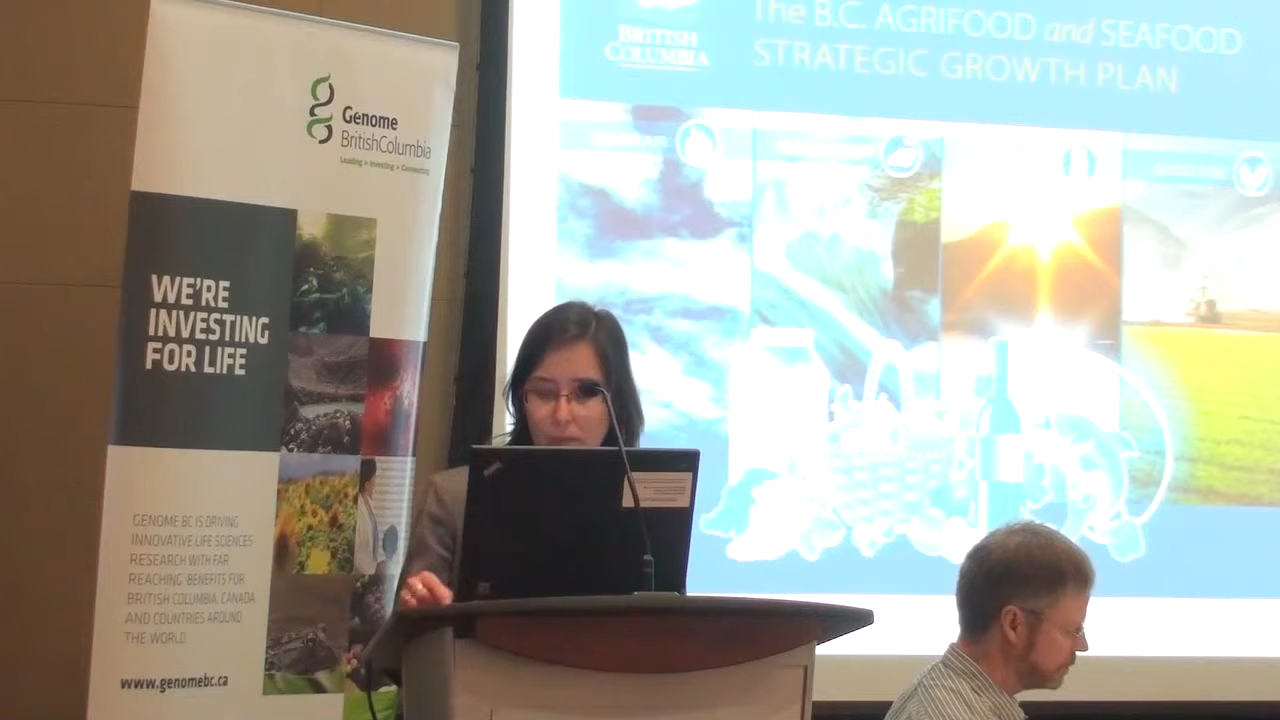 Genome
BritishColumbia
Leading • Investing • Connecting
WE'RE
INVESTING
FOR LIFE
GENOME BC IS DRIVING
INNOVATIVE LIFE SCIENCES
RESEARCH WITH FAR
REACHING BENEFITS FOR
BRITISH COLUMBIA, CANADA
AND COUNTRIES AROUND
THE WORLD.
www.genomebc.ca
BRITISH
COLUMBIA
The B.C. AGRIFOOD and SEAFOOD
STRATEGIC GROWTH PLAN